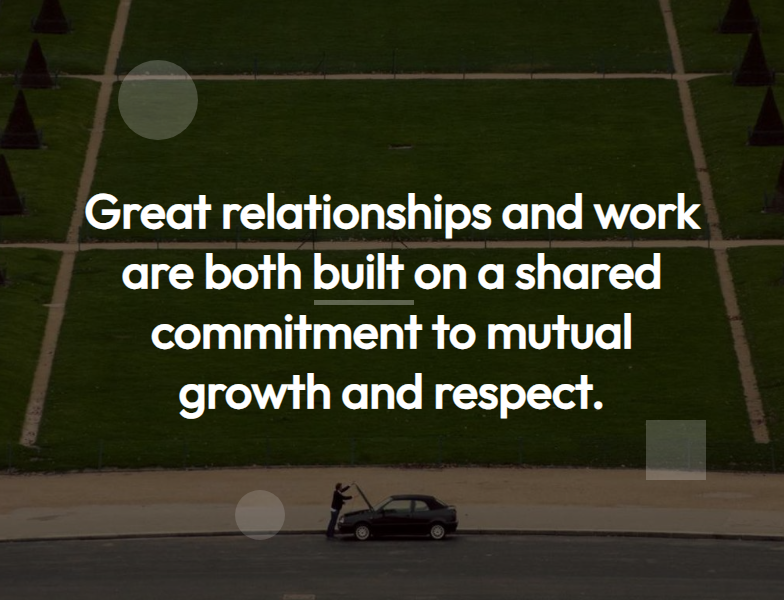 Great relationships and work
are both built on a shared
commitment to mutual
growth and respect.